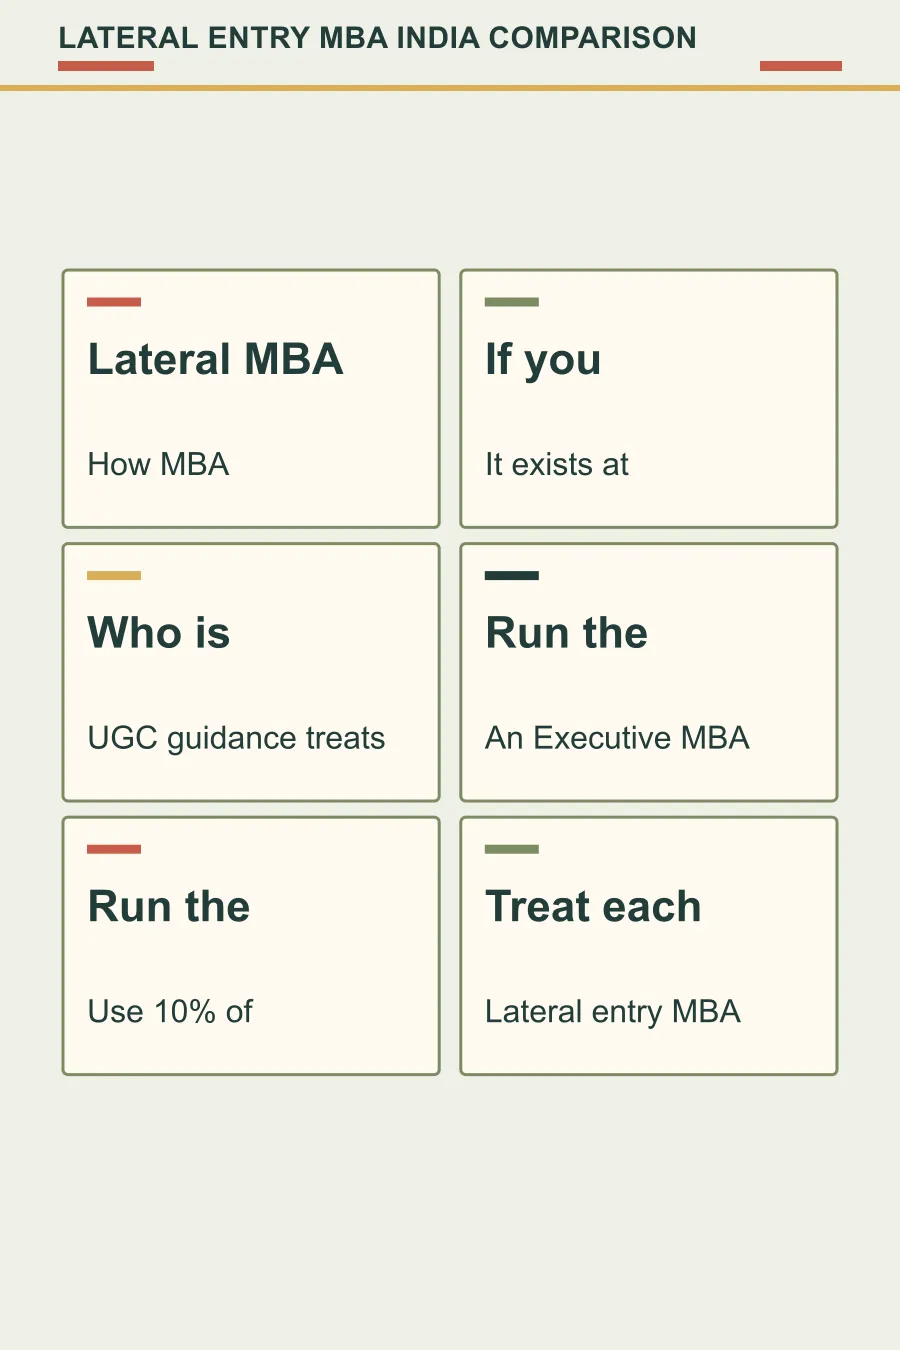 LATERAL ENTRY MBA INDIA COMPARISON
Lateral MBA
How MBA
If you
It exists at
Who is
UGC guidance treats
Run the
An Executive MBA
Run the
Use 10% of
Treat each
Lateral entry MBA